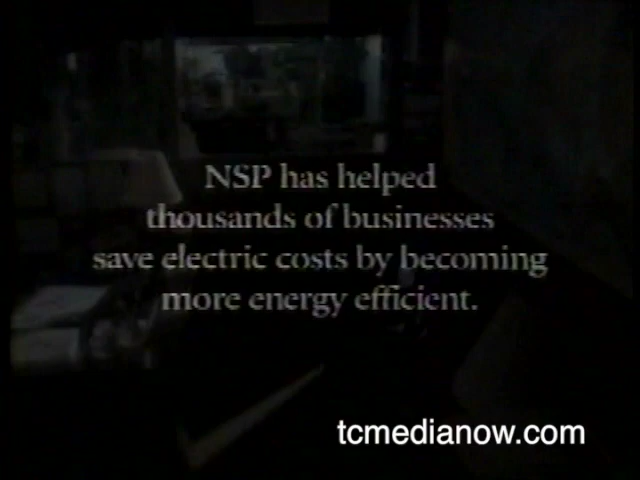 NSP has helped
thousands of businesses
save electric costs by becoming
more energy efficient.
tcmedianow.com